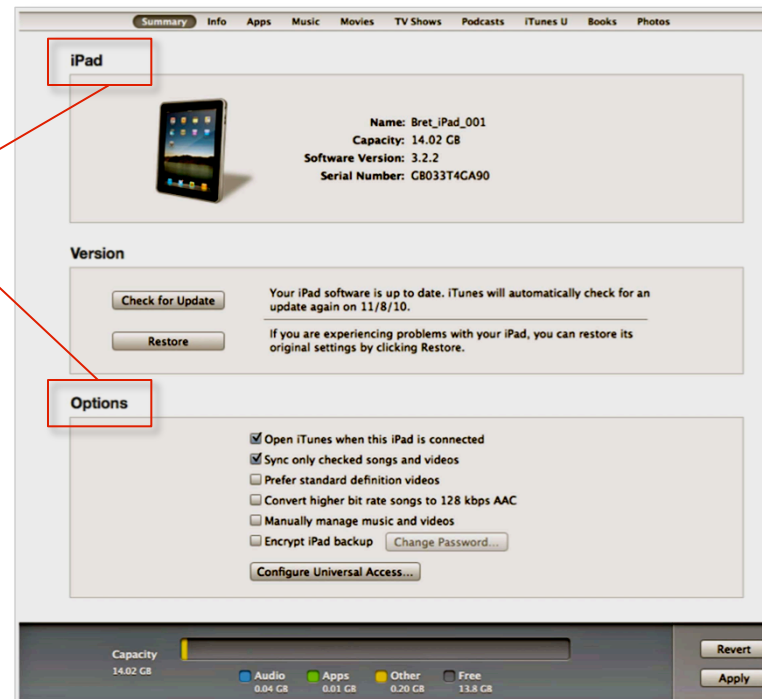 Summary Info Apps Music Movies TV Shows Podcasts iTunes U Books Photos
iPad
Name: Bret_iPad_001
Capacity: 14.02 GB
Software Version: 3.2.2
Serial Number: GB033T4GA90
Version
Check for Update
Your iPad software is up to date. iTunes will automatically check for an
update again on 11/8/10.
Restore
If you are experiencing problems with your iPad, you can restore its
original settings by clicking Restore.
Options
Open iTunes when this iPad is connected
Sync only checked songs and videos
Prefer standard definition videos
Convert higher bit rate songs to 128 kbps AAC
Manually manage music and videos
Encrypt iPad backup Change Password...
Configure Universal Access...
Capacity
14.02 GB
Audio Apps Other Free
0.04 GB 0.01 GB 0.20 GB 13.8 GB
Revert
Apply